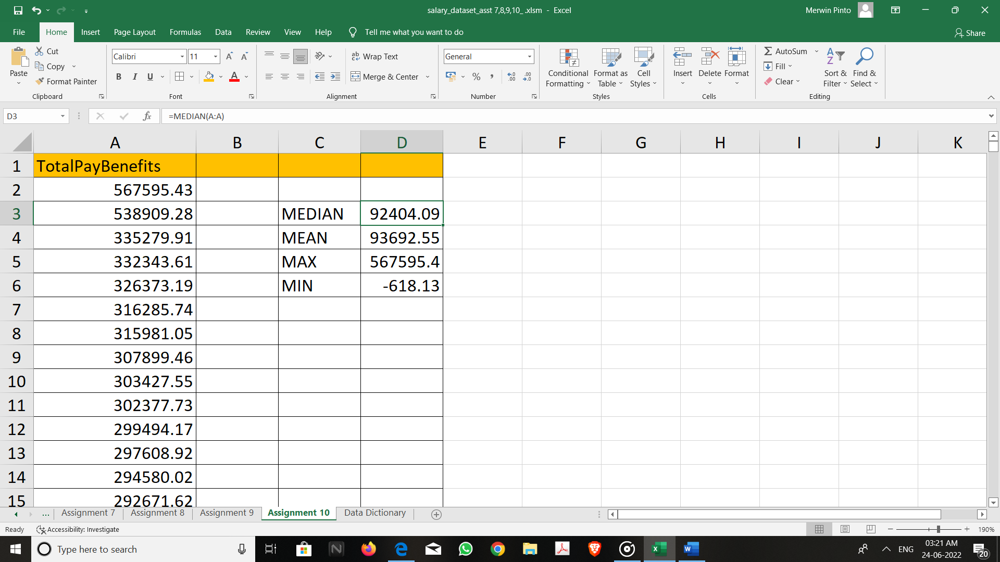 salary_dataset_asst 7,8,9,10_ .xlsm - Excel
Merwin Pinto
File Home Insert Page Layout Formulas Data Review View Help Tell me what you want to do Share
Paste
Cut
Copy
Format Painter
Clipboard
Calibri 11
B I U A
Font
Wrap Text
Merge & Center
Alignment
General
% ,
Number
Conditional Formatting
Format as Table
Cell Styles
Styles
Insert
Delete
Format
Cells
AutoSum
Fill
Clear
Sort & Filter
Find & Select
Editing
D3 fx =MEDIAN(A:A)
A B C D E F G H I J K
1 TotalPayBenefits
2 567595.43
3 538909.28 MEDIAN 92404.09
4 335279.91 MEAN 93692.55
5 332343.61 MAX 567595.4
6 326373.19 MIN -618.13
7 316285.74
8 315981.05
9 307899.46
10 303427.55
11 302377.73
12 299494.17
13 297608.92
14 294580.02
15 292671.62
... Assignment 7 Assignment 8 Assignment 9 Assignment 10 Data Dictionary
Ready Accessibility: Investigate 190%
Type here to search
ENG
03:21 AM
24-06-2022
20